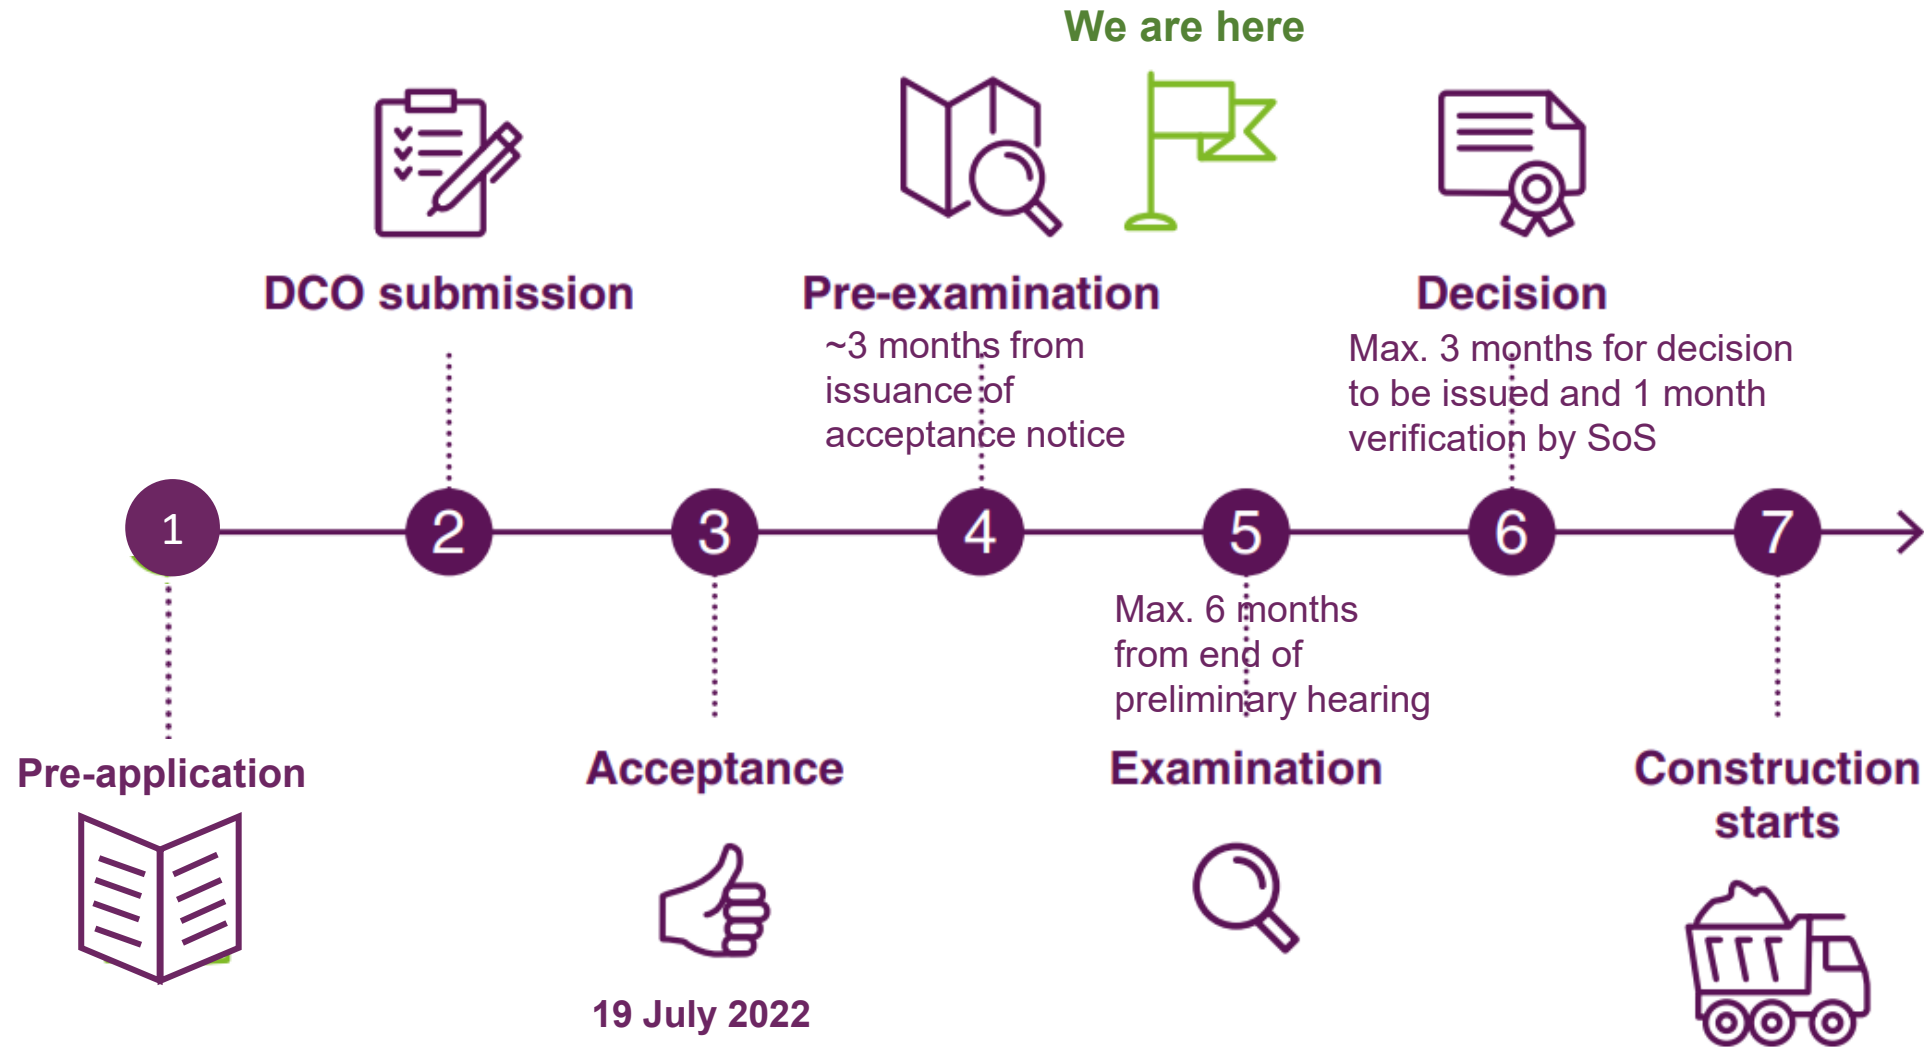 We are here
DCO submission
Pre-examination
~3 months from
issuance of
acceptance notice
Decision
Max. 3 months for decision
to be issued and 1 month
verification by SoS
1
2
3
4
5
6
7
Max. 6 months
from end of
preliminary hearing
Pre-application
Acceptance
19 July 2022
Examination
Construction
starts